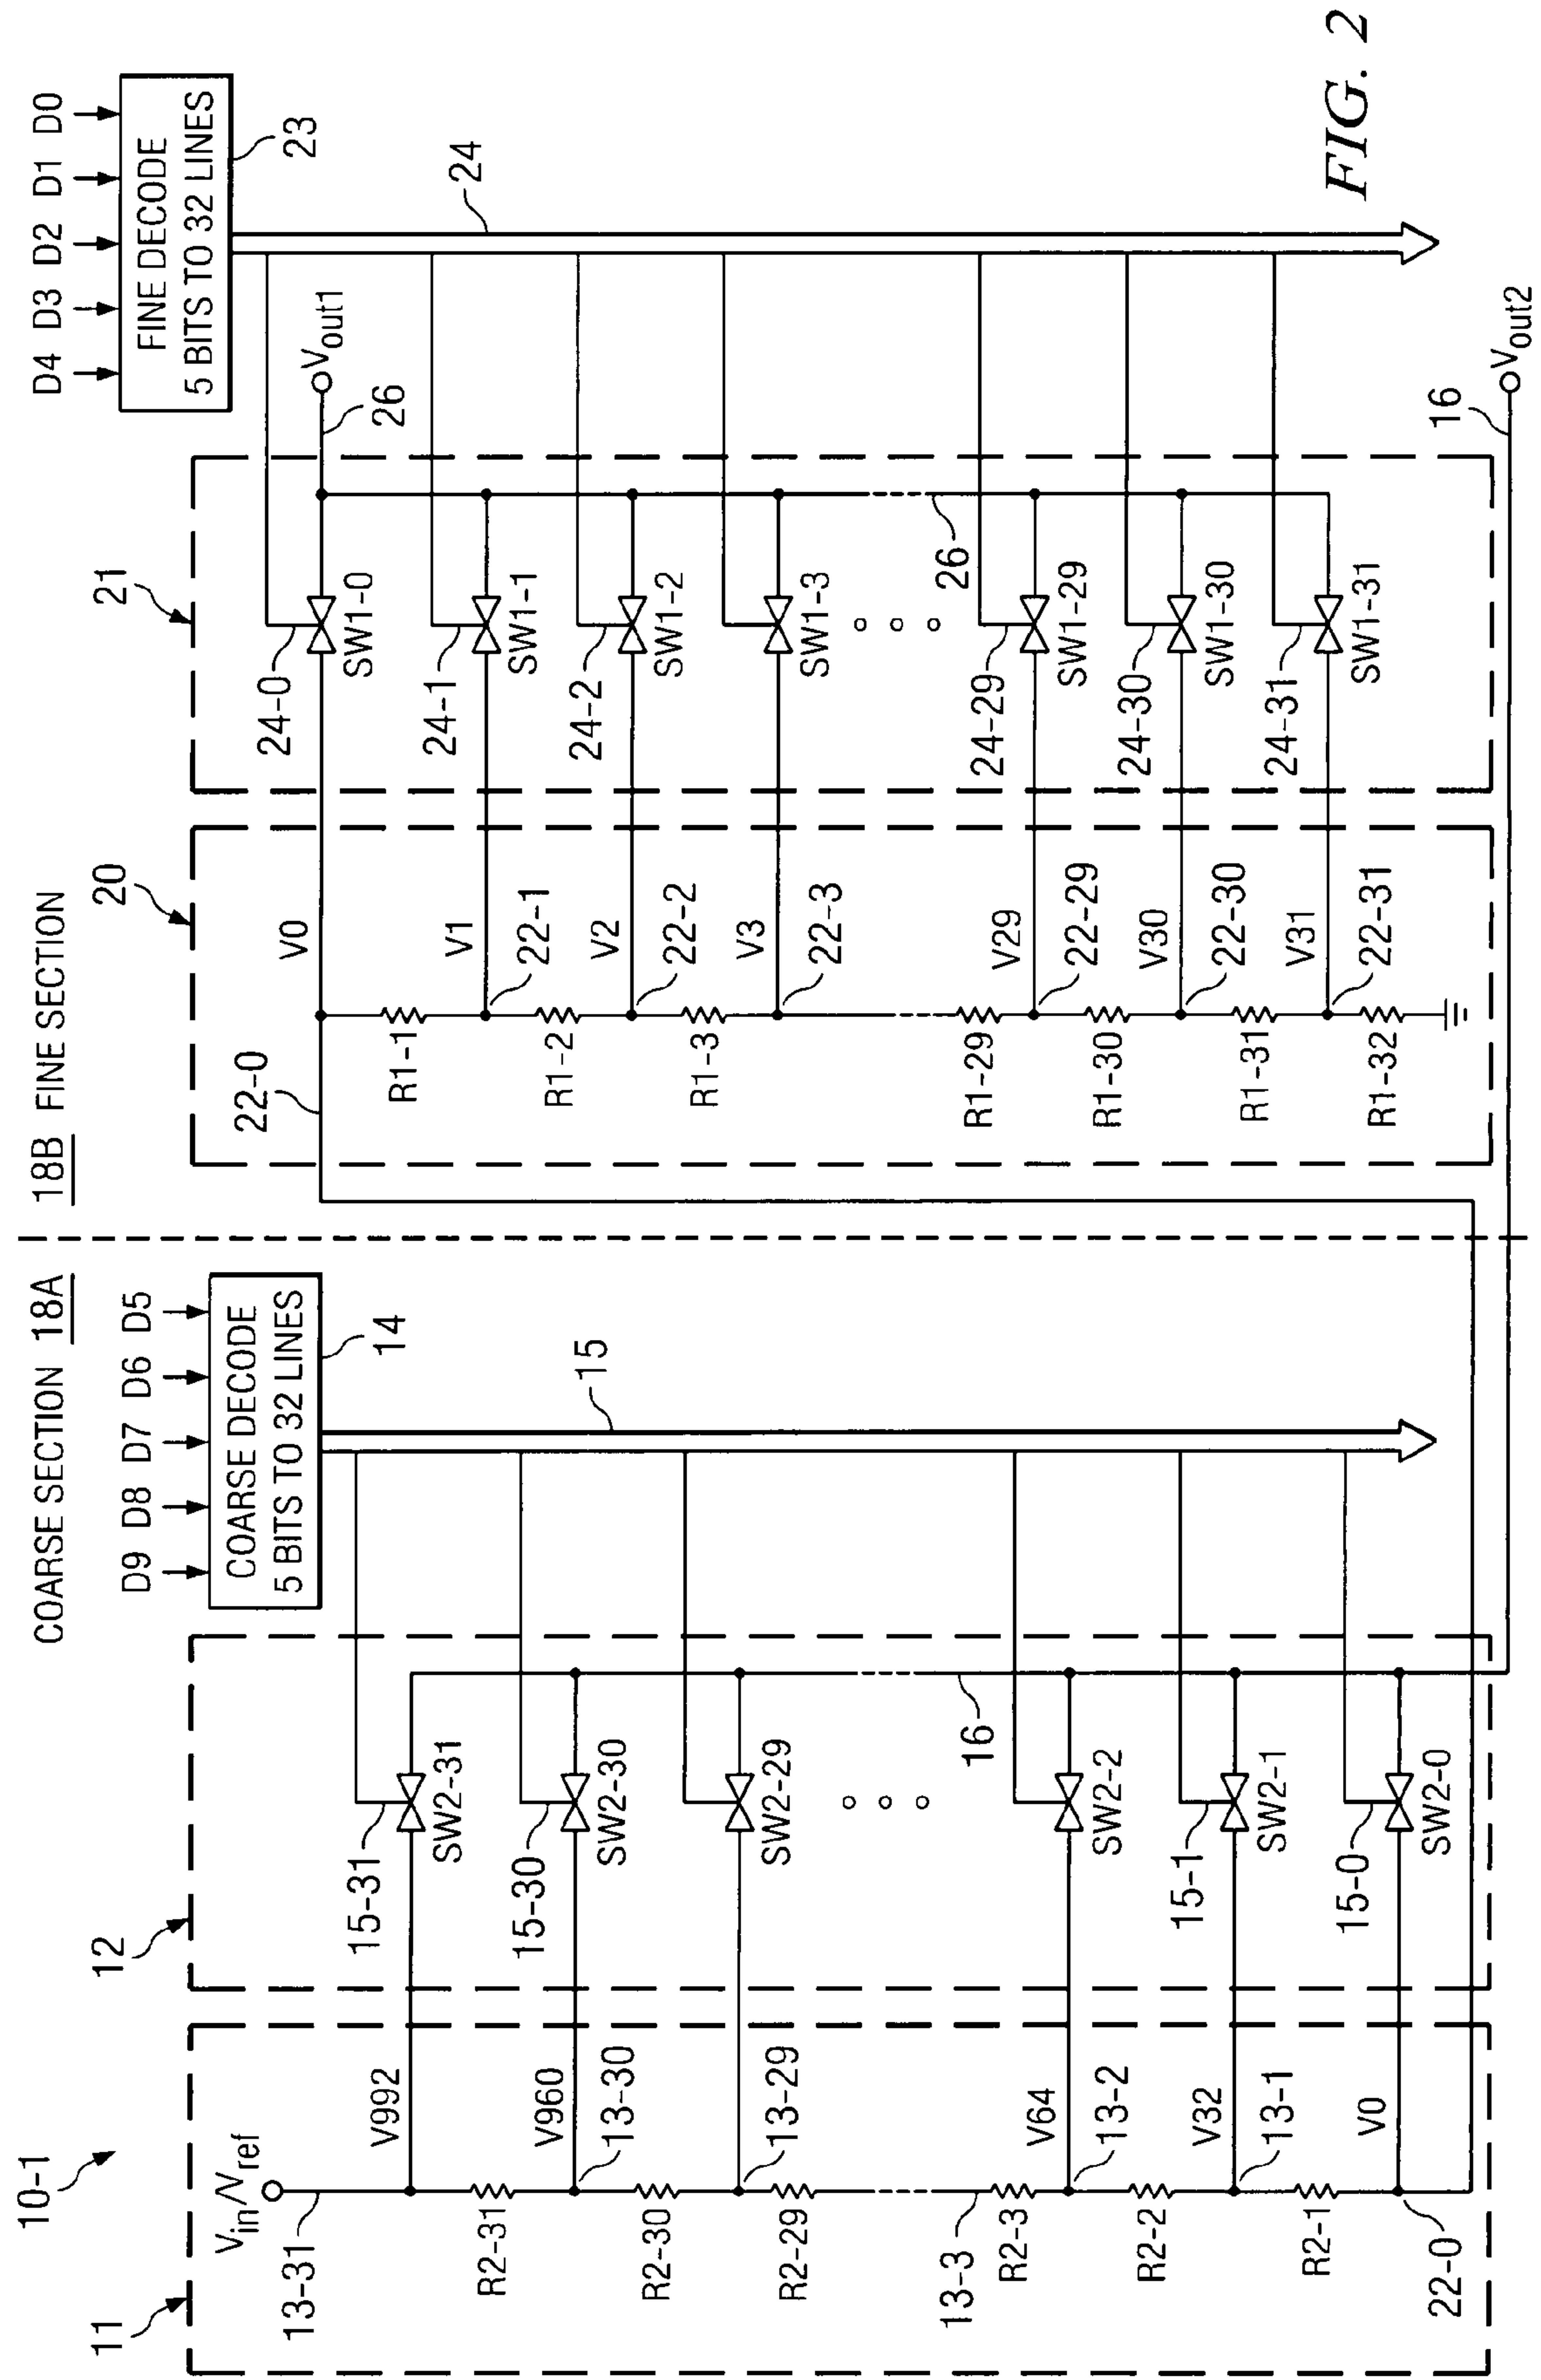 COARSE SECTION 18A
18B FINE SECTION
10-1
11
12
Vin/Vref
13-31
V992
R2-31
V960
13-30
R2-30
13-29
R2-29
13-3
R2-3
V64
13-2
R2-2
V32
13-1
R2-1
V0
22-0
15-31
SW2-31
15-30
SW2-30
SW2-29
16
SW2-2
15-1
SW2-1
15-0
SW2-0
D9 D8 D7 D6 D5
COARSE DECODE
5 BITS TO 32 LINES
14
15
20
22-0
V0
R1-1
V1
22-1
R1-2
V2
22-2
R1-3
V3
22-3
R1-29
V29
22-29
R1-30
V30
22-30
R1-31
V31
22-31
R1-32
21
24-0
SW1-0
24-1
SW1-1
24-2
SW1-2
SW1-3
26
24-29
SW1-29
24-30
SW1-30
24-31
SW1-31
26
Vout1
D4 D3 D2 D1 D0
FINE DECODE
5 BITS TO 32 LINES
23
24
16
Vout2
FIG. 2